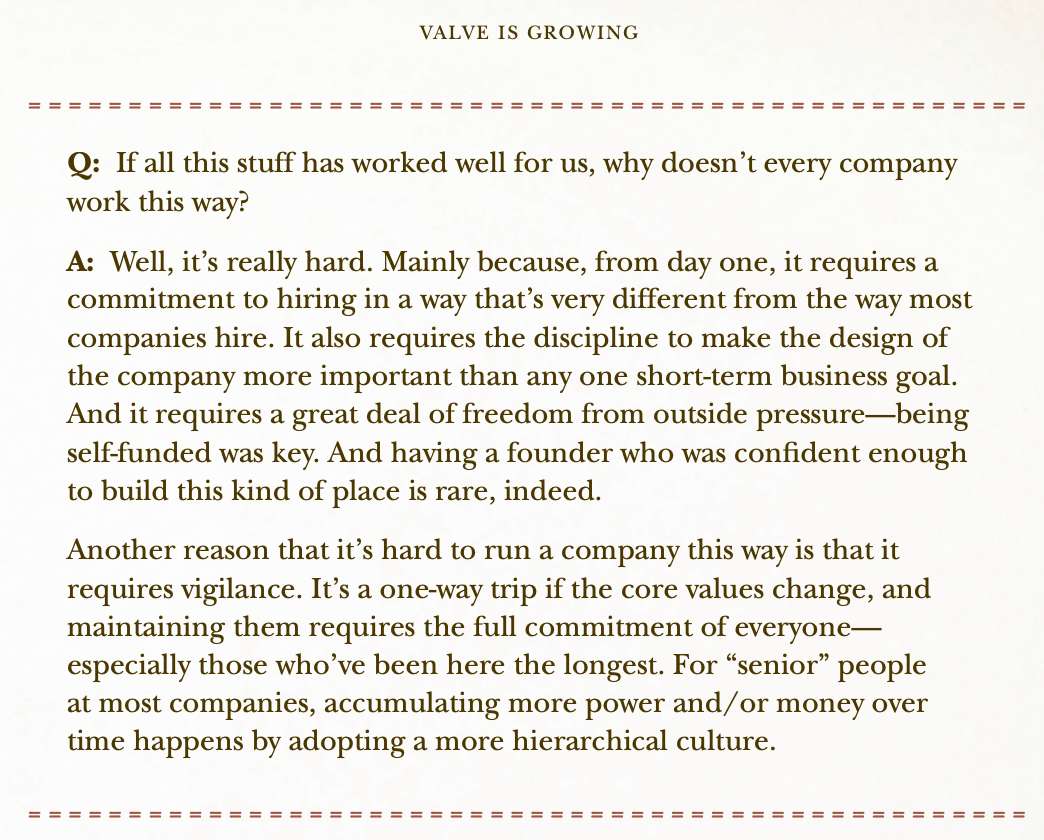 VALVE IS GROWING
Q: If all this stuff has worked well for us, why doesn’t every company
work this way?
A: Well, it’s really hard. Mainly because, from day one, it requires a
commitment to hiring in a way that’s very different from the way most
companies hire. It also requires the discipline to make the design of
the company more important than any one short-term business goal.
And it requires a great deal of freedom from outside pressure—being
self-funded was key. And having a founder who was confident enough
to build this kind of place is rare, indeed.
Another reason that it’s hard to run a company this way is that it
requires vigilance. It’s a one-way trip if the core values change, and
maintaining them requires the full commitment of everyone—
especially those who’ve been here the longest. For “senior” people
at most companies, accumulating more power and/or money over
time happens by adopting a more hierarchical culture.